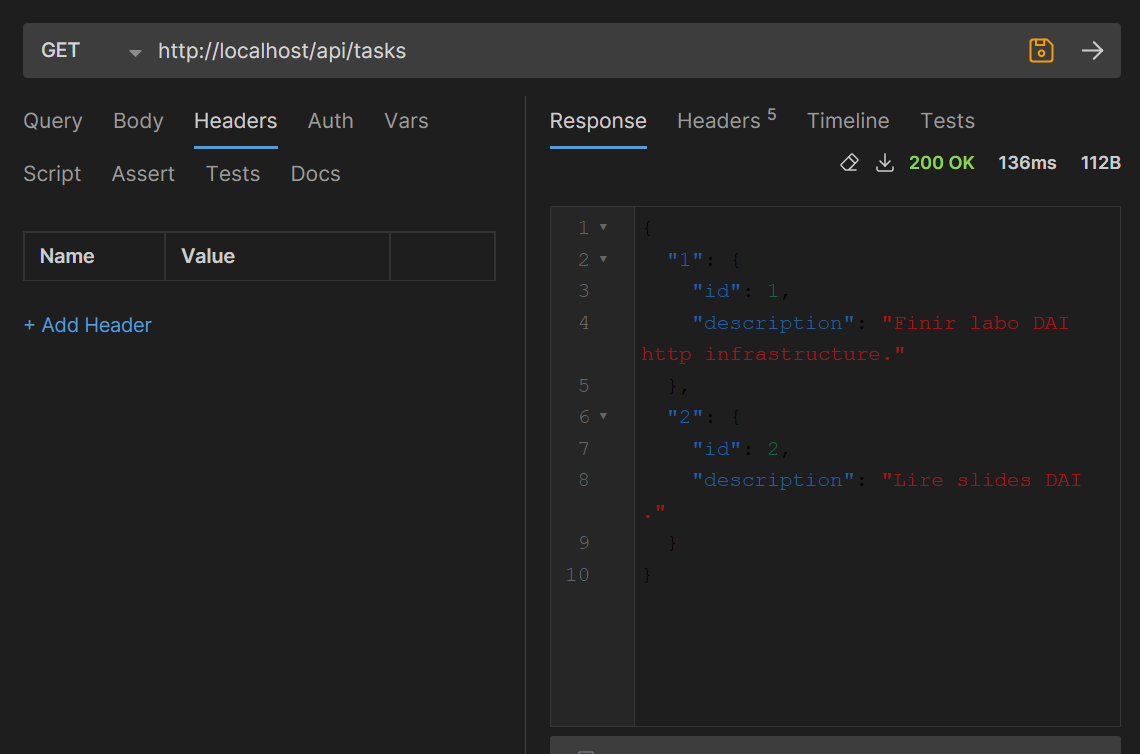 GET http://localhost/api/tasks
Query Body Headers Auth Vars
Script Assert Tests Docs
Name Value
+ Add Header
Response Headers 5 Timeline Tests
200 OK 136ms 112B
1 {
2 "1": {
3 "id": 1,
4 "description": "Finir labo DAI
http infrastructure."
5 },
6 "2": {
7 "id": 2,
8 "description": "Lire slides DAI
."
9 }
10 }